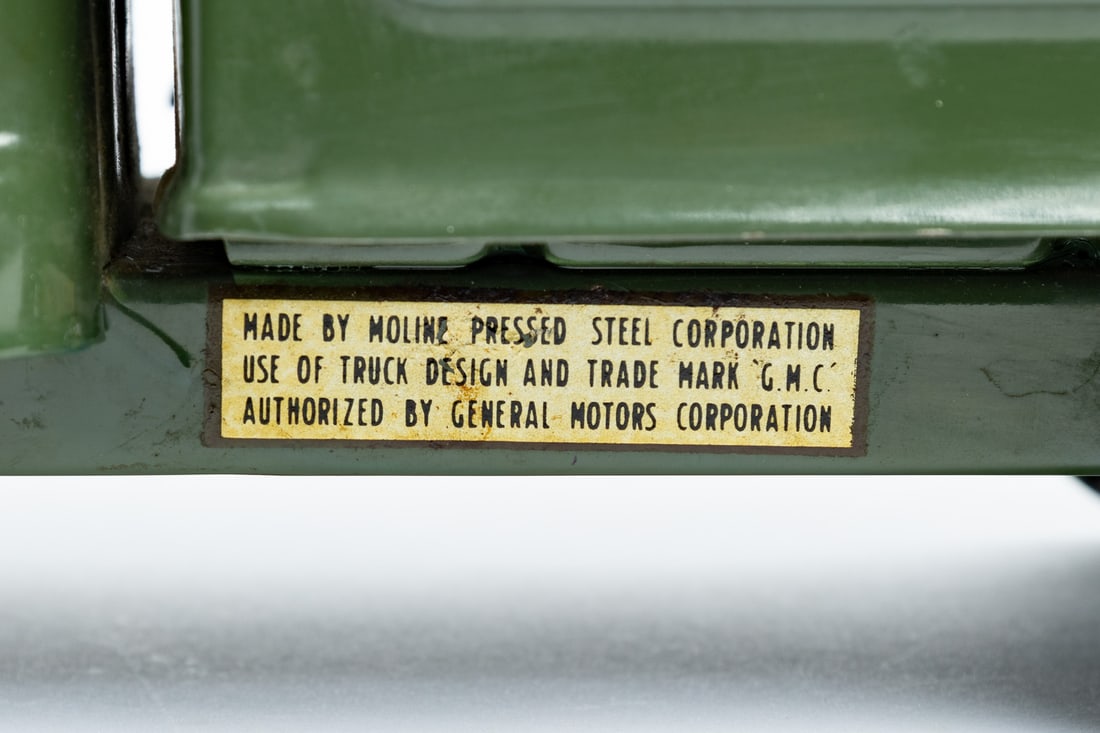 MADE BY MOLINE PRESSED STEEL CORPORATION
USE OF TRUCK DESIGN AND TRADE MARK "G.M.C."
AUTHORIZED BY GENERAL MOTORS CORPORATION